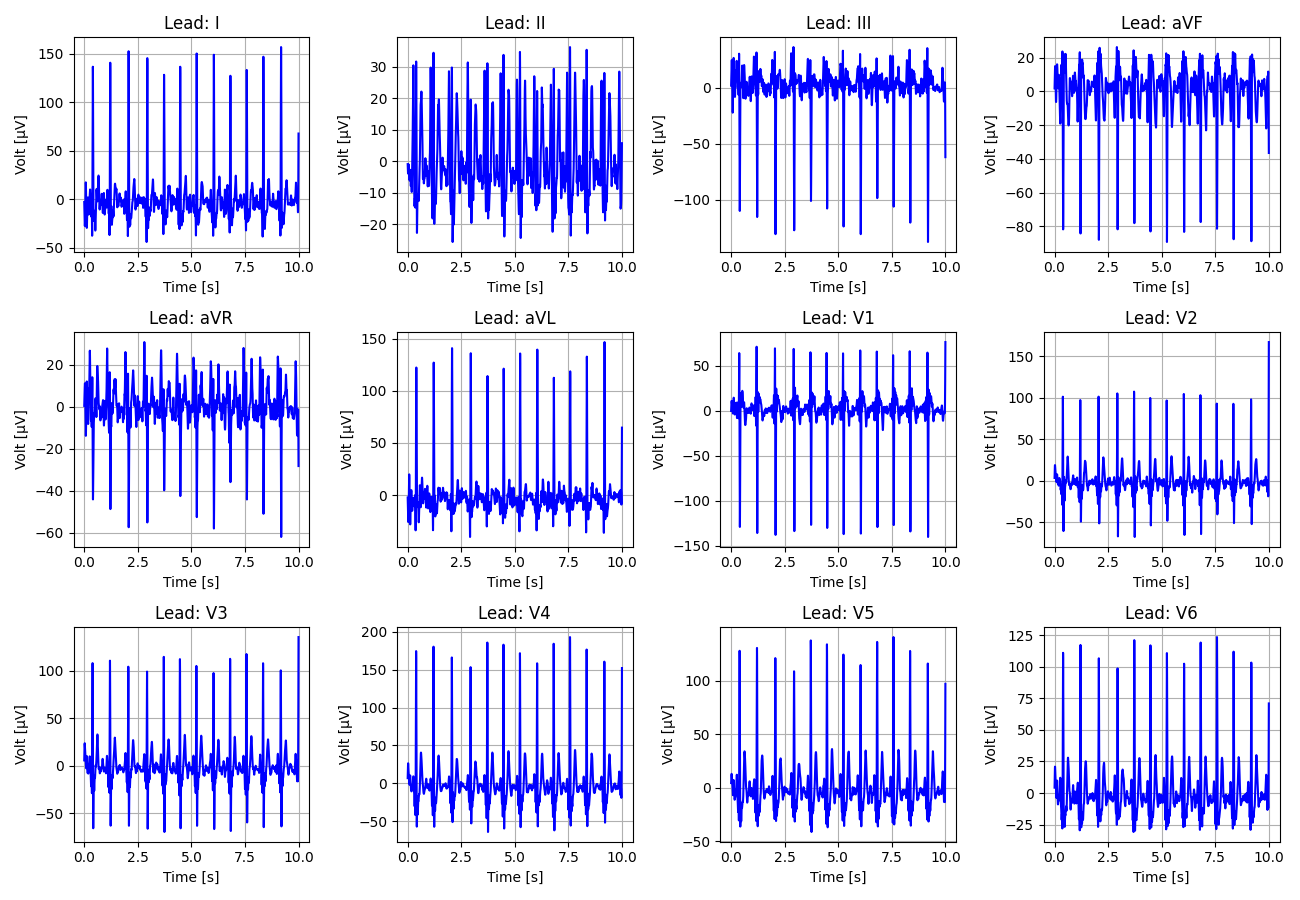 Lead: I
Lead: II
Lead: III
Lead: aVF
Volt [µV]
150
100
50
0
−50
0.0 2.5 5.0 7.5 10.0
Time [s]
Volt [µV]
30
20
10
0
−10
−20
0.0 2.5 5.0 7.5 10.0
Time [s]
Volt [µV]
0
−50
−100
0.0 2.5 5.0 7.5 10.0
Time [s]
Volt [µV]
20
0
−20
−40
−60
−80
0.0 2.5 5.0 7.5 10.0
Time [s]
Lead: aVR
Lead: aVL
Lead: V1
Lead: V2
Volt [µV]
20
0
−20
−40
−60
0.0 2.5 5.0 7.5 10.0
Time [s]
Volt [µV]
150
100
50
0
0.0 2.5 5.0 7.5 10.0
Time [s]
Volt [µV]
50
0
−50
−100
−150
0.0 2.5 5.0 7.5 10.0
Time [s]
Volt [µV]
150
100
50
0
−50
0.0 2.5 5.0 7.5 10.0
Time [s]
Lead: V3
Lead: V4
Lead: V5
Lead: V6
Volt [µV]
100
50
0
−50
0.0 2.5 5.0 7.5 10.0
Time [s]
Volt [µV]
200
150
100
50
0
−50
0.0 2.5 5.0 7.5 10.0
Time [s]
Volt [µV]
100
50
0
−50
0.0 2.5 5.0 7.5 10.0
Time [s]
Volt [µV]
125
100
75
50
25
0
−25
0.0 2.5 5.0 7.5 10.0
Time [s]